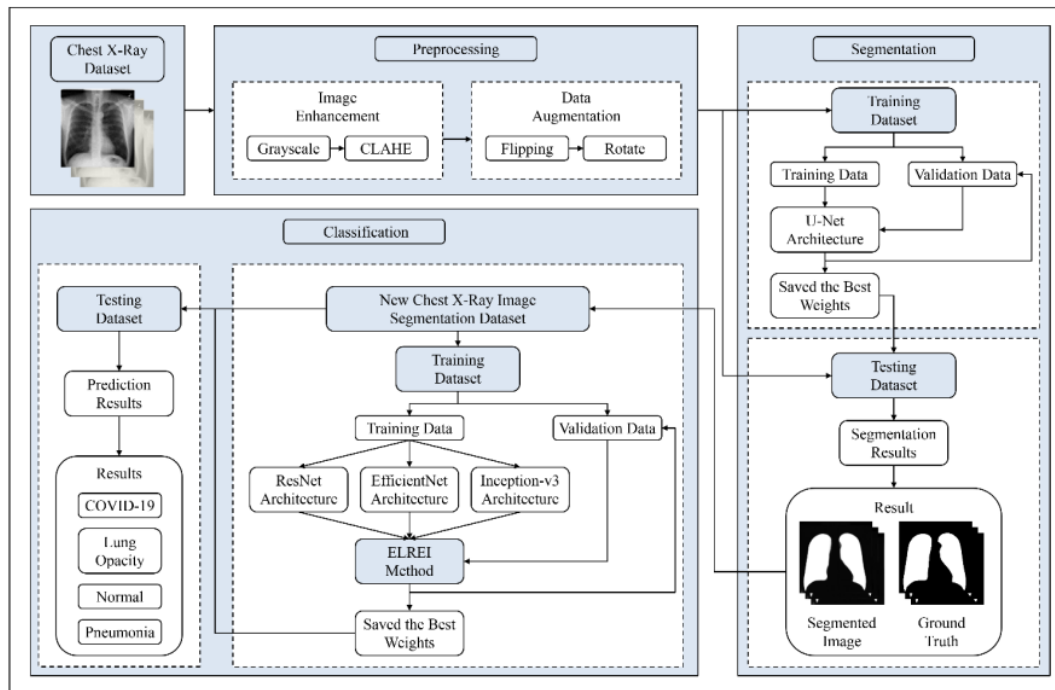 Chest X-Ray
Dataset
Preprocessing
Image
Enhancement
Grayscale
CLAHE
Data
Augmentation
Flipping
Rotate
Segmentation
Training
Dataset
Training Data
Validation Data
U-Net
Architecture
Saved the Best
Weights
Testing
Dataset
Segmentation
Results
Result
Segmented
Image
Ground
Truth
Classification
New Chest X-Ray Image
Segmentation Dataset
Training
Dataset
Training Data
Validation Data
ResNet
Architecture
EfficientNet
Architecture
Inception-v3
Architecture
ELREI
Method
Saved the Best
Weights
Testing
Dataset
Prediction
Results
Results
COVID-19
Lung
Opacity
Normal
Pneumonia